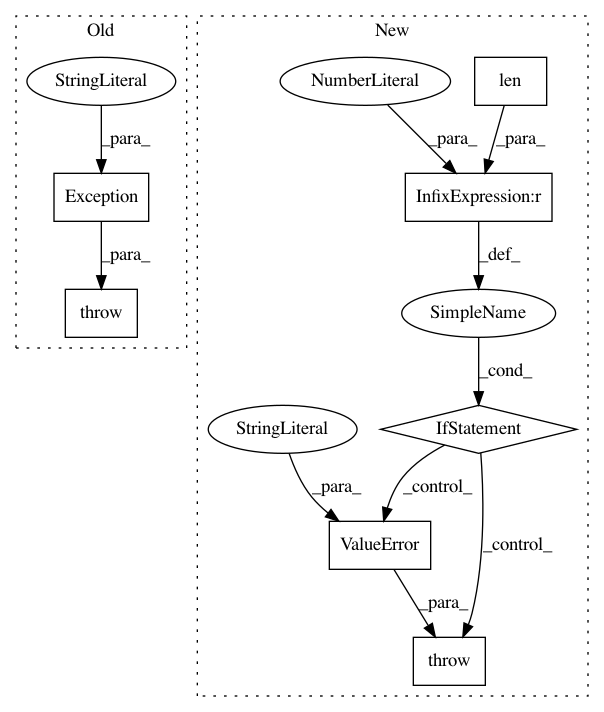 Old
New
StringLiteral
NumberLiteral
len
_para_
_para_
_para_
Exception
InfixExpression:r
_para_
_def_
throw
SimpleName
_cond_
StringLiteral
IfStatement
_para_
_control_
ValueError
_control_
_para_
throw